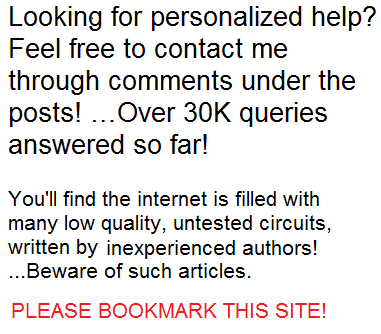 Looking for personalized help?
Feel free to contact me
through comments under the
posts! ...Over 30K queries
answered so far!
You'll find the internet is filled with
many low quality, untested circuits,
written by inexperienced authors!
...Beware of such articles.
PLEASE BOOKMARK THIS SITE!